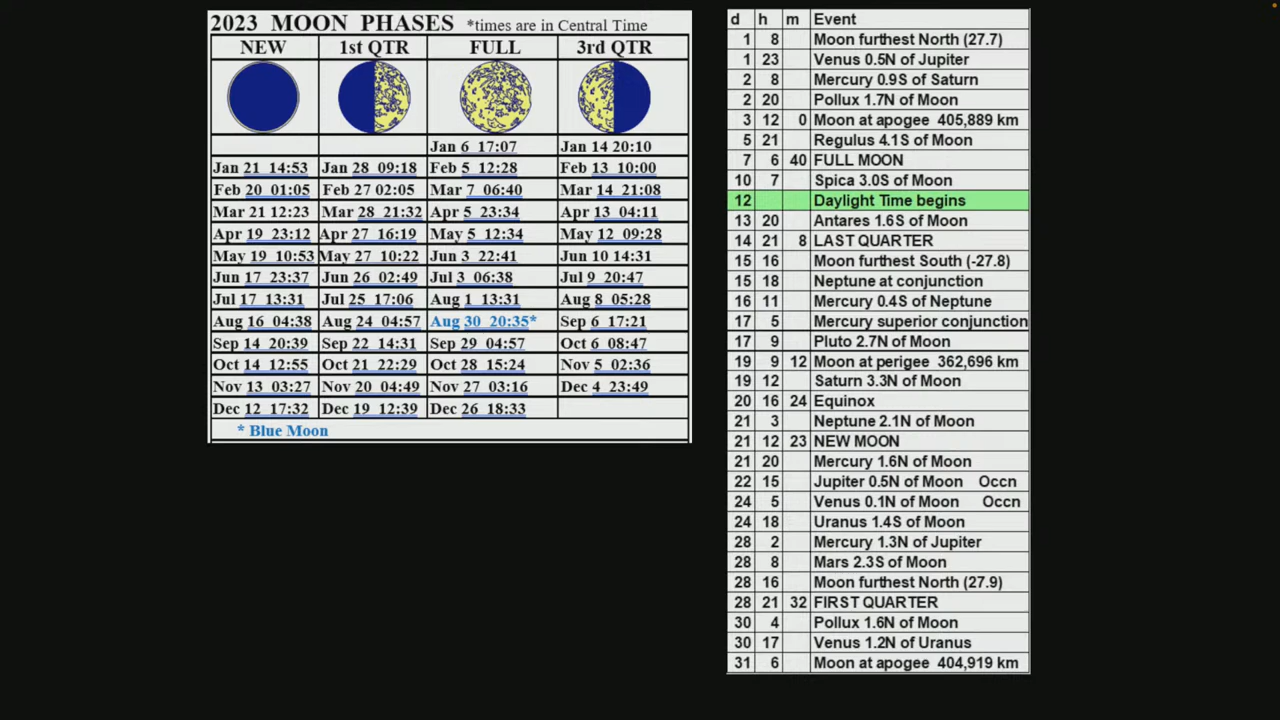 2023 MOON PHASES *times are in Central Time
NEW 1st QTR FULL 3rd QTR
Jan 6 17:07 Jan 14 20:10
Jan 21 14:53 Jan 28 09:18 Feb 5 12:28 Feb 13 10:00
Feb 20 01:05 Feb 27 02:05 Mar 7 06:40 Mar 14 21:08
Mar 21 12:23 Mar 28 21:32 Apr 5 23:34 Apr 13 04:11
Apr 19 23:12 Apr 27 16:19 May 5 12:34 May 12 09:28
May 19 10:53 May 27 10:22 Jun 3 22:41 Jun 10 14:31
Jun 17 23:37 Jun 26 02:49 Jul 3 06:38 Jul 9 20:47
Jul 17 13:31 Jul 25 17:06 Aug 1 13:31 Aug 8 05:28
Aug 16 04:38 Aug 24 04:57 Aug 30 20:35* Sep 6 17:21
Sep 14 20:39 Sep 22 14:31 Sep 29 04:57 Oct 6 08:47
Oct 14 12:55 Oct 21 22:29 Oct 28 15:24 Nov 5 02:36
Nov 13 03:27 Nov 20 04:49 Nov 27 03:16 Dec 4 23:49
Dec 12 17:32 Dec 19 12:39 Dec 26 18:33
* Blue Moon
d h m Event
1 8 Moon furthest North (27.7)
1 23 Venus 0.5N of Jupiter
2 8 Mercury 0.9S of Saturn
2 20 Pollux 1.7N of Moon
3 12 0 Moon at apogee 405,889 km
5 21 Regulus 4.1S of Moon
7 6 40 FULL MOON
10 7 Spica 3.0S of Moon
12 Daylight Time begins
13 20 Antares 1.6S of Moon
14 21 8 LAST QUARTER
15 16 Moon furthest South (-27.8)
15 18 Neptune at conjunction
16 11 Mercury 0.4S of Neptune
17 5 Mercury superior conjunction
17 9 Pluto 2.7N of Moon
19 9 12 Moon at perigee 362,696 km
19 12 Saturn 3.3N of Moon
20 16 24 Equinox
21 3 Neptune 2.1N of Moon
21 12 23 NEW MOON
21 20 Mercury 1.6N of Moon
22 15 Jupiter 0.5N of Moon Occn
24 5 Venus 0.1N of Moon Occn
24 18 Uranus 1.4S of Moon
28 2 Mercury 1.3N of Jupiter
28 8 Mars 2.3S of Moon
28 16 Moon furthest North (27.9)
28 21 32 FIRST QUARTER
30 4 Pollux 1.6N of Moon
30 17 Venus 1.2N of Uranus
31 6 Moon at apogee 404,919 km